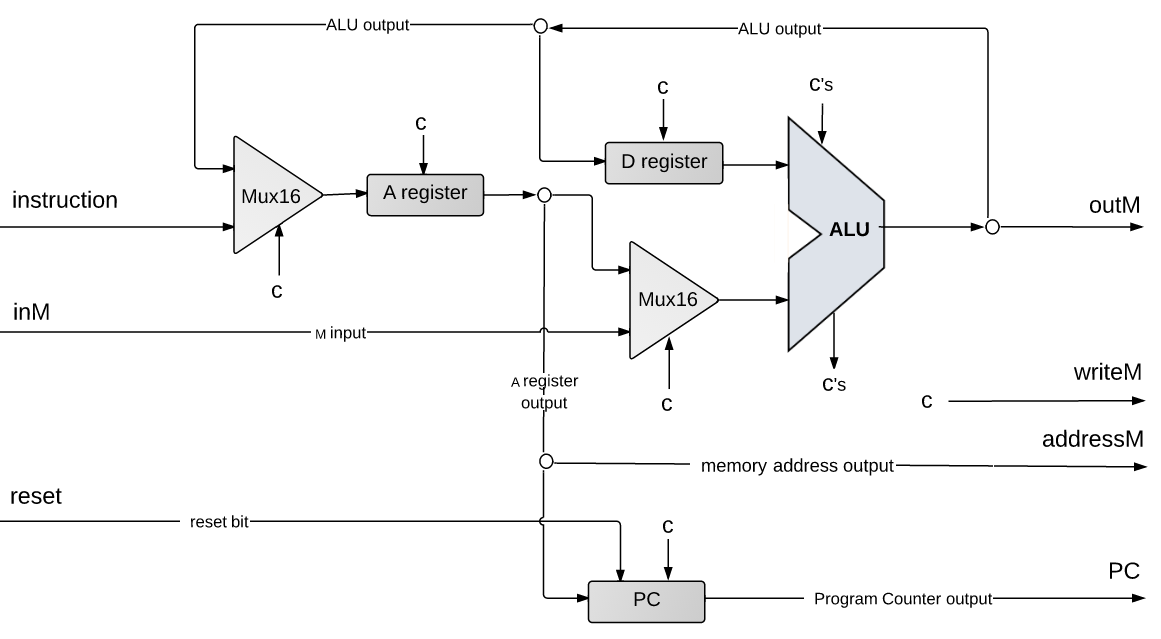 ALU output
ALU output
c
c's
c
D register
instruction
Mux16
A register
outM
ALU
c
Mux16
inM
M input
A register
output
c
c's
writeM
c
addressM
memory address output
reset
reset bit
c
PC
PC
Program Counter output